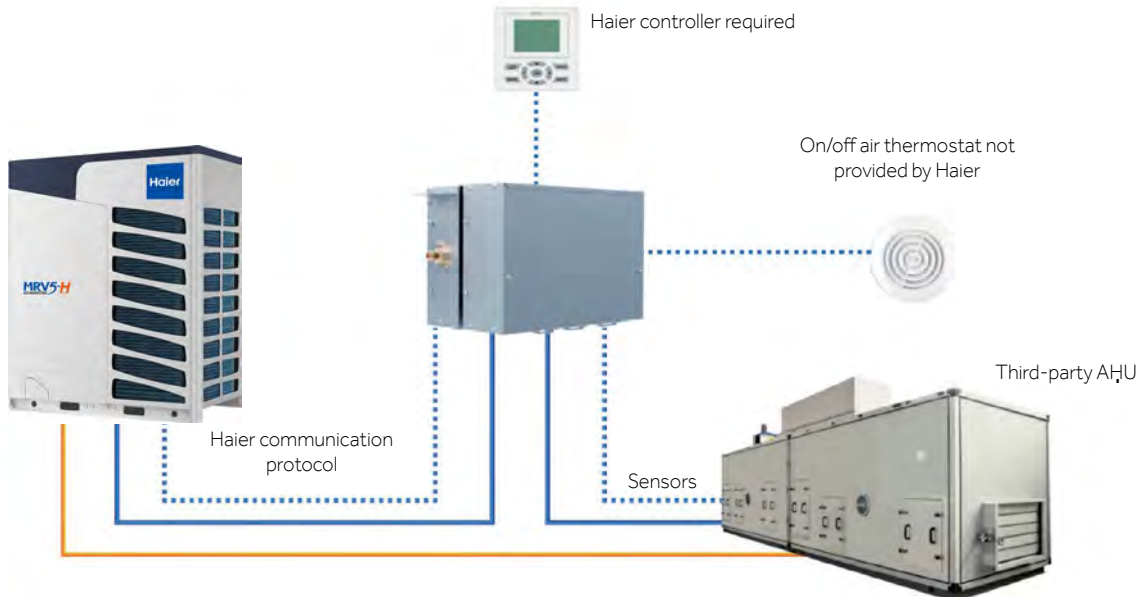 Haier controller required
On/off air thermostat not
provided by Haier
Haier
MRV5-H
Third-party AHU
Haier communication
protocol
Sensors